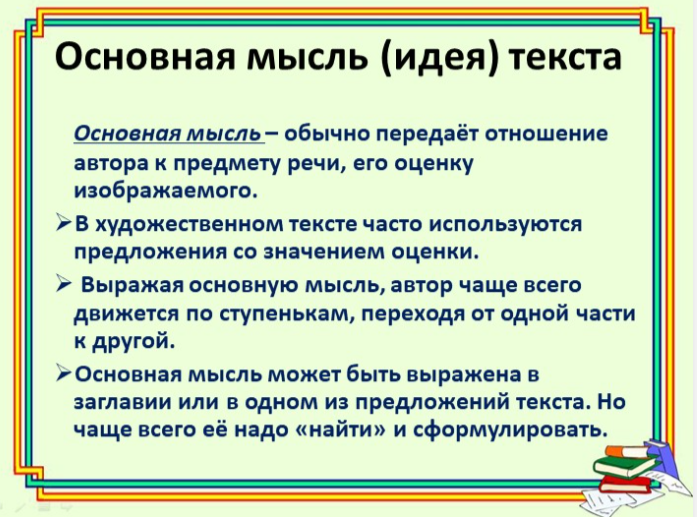 Основная мысль (идея) текста
Основная мысль – обычно передаёт отношение
автора к предмету речи, его оценку
изображаемого.
В художественном тексте часто используются
предложения со значением оценки.
Выражая основную мысль, автор чаще всего
движется по ступенькам, переходя от одной части
к другой.
Основная мысль может быть выражена в
заглавии или в одном из предложений текста. Но
чаще всего её надо «найти» и сформулировать.